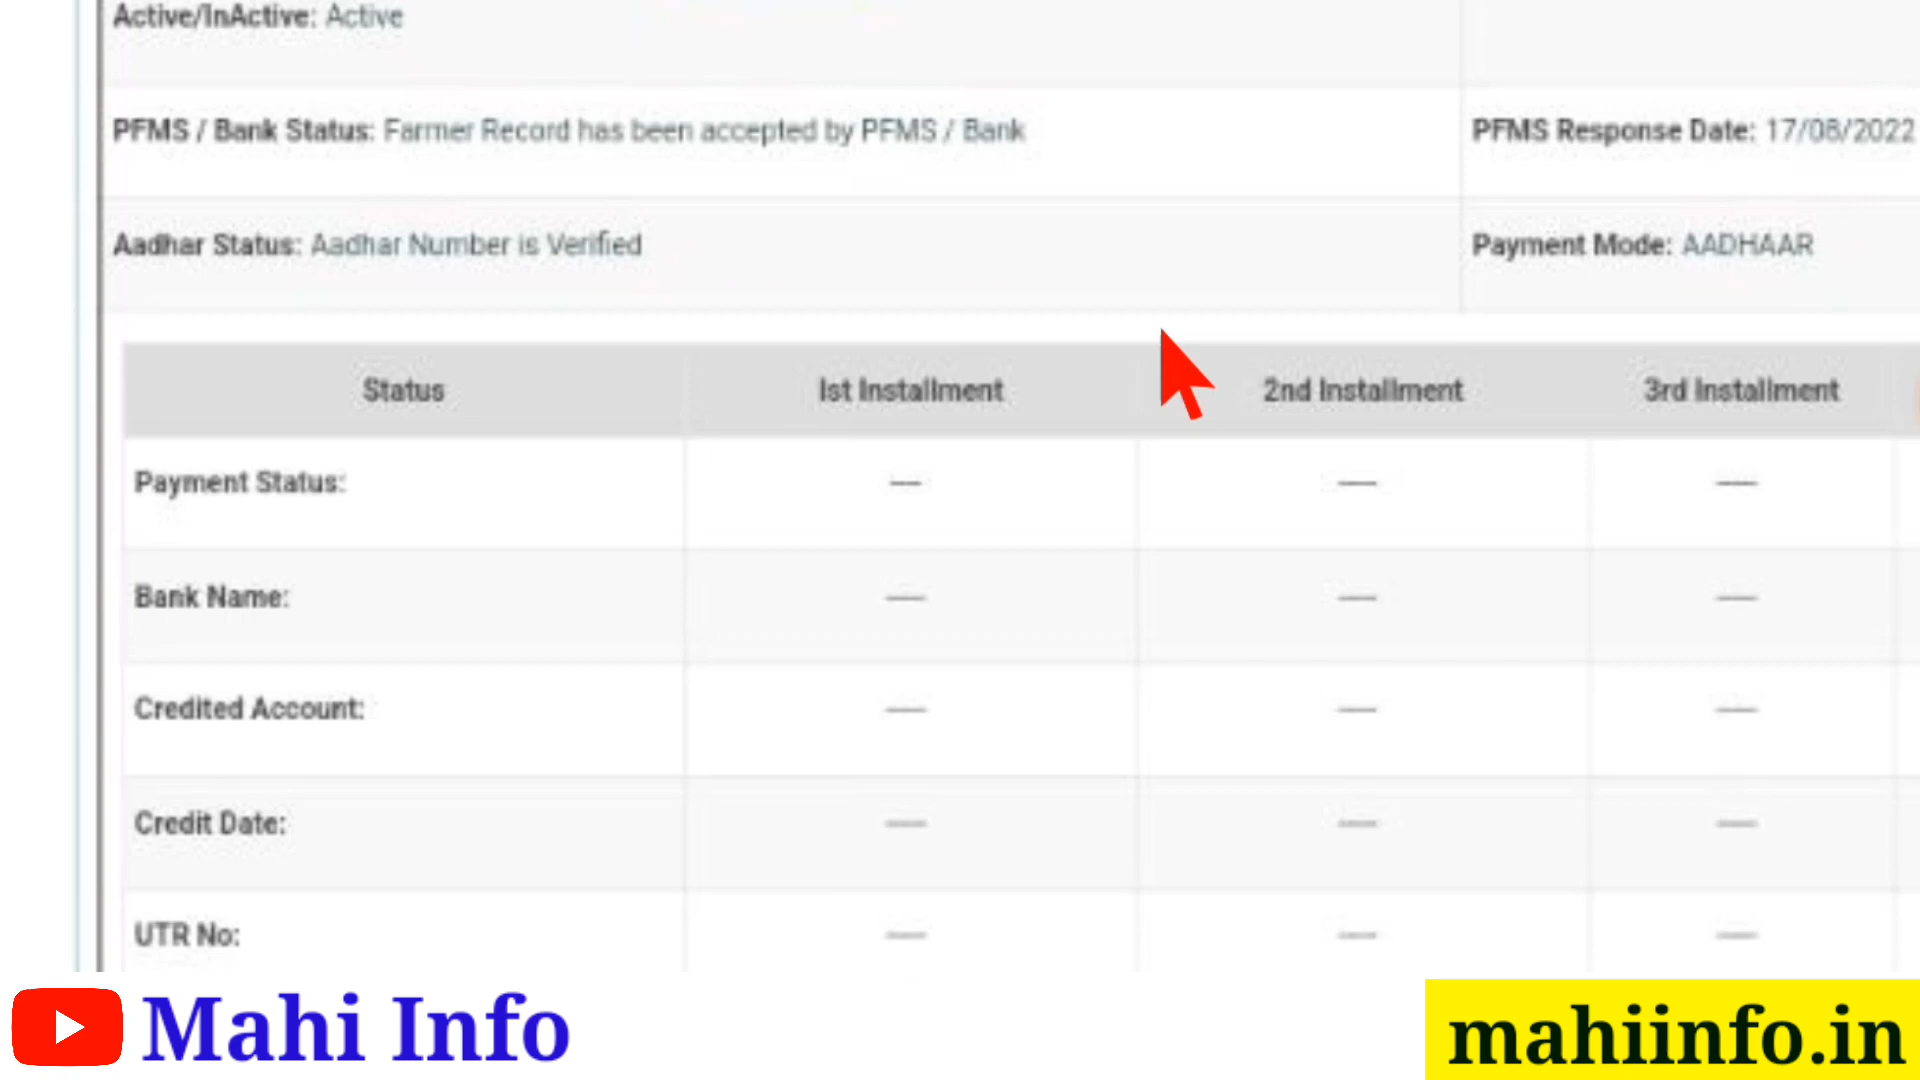 Active/InActive: Active
PFMS / Bank Status: Farmer Record has been accepted by PFMS / Bank
PFMS Response Date: 17/08/2022
Aadhar Status: Aadhar Number is Verified
Payment Mode: AADHAAR
Status Ist Installment 2nd Installment 3rd Installment
Payment Status: --- ---- ----
Bank Name: ---- ---- ----
Credited Account: ---- ---- ----
Credit Date: ---- ---- ----
UTR No: ---- ---- ----
Mahi Info
mahiinfo.in